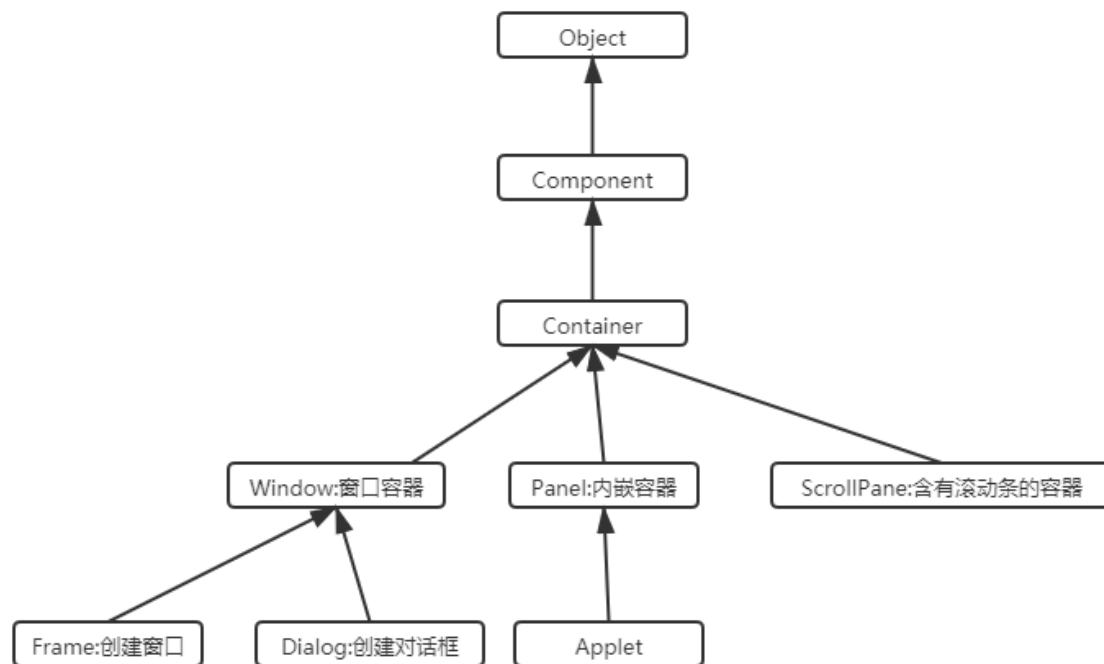 Object
Component
Container
Window:窗口容器
Panel:内嵌容器
ScrollPane:含有滚动条的容器
Frame:创建窗口
Dialog:创建对话框
Applet